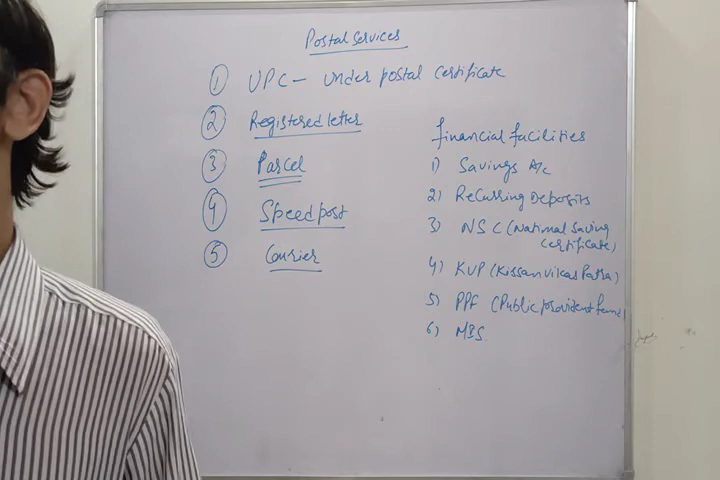 Postal Services
1 UPC - Under postal certificate
2 Registered letter
3 Parcel
4 Speed post
5 Courier
financial facilities
1) Savings A/c
2) Recurring Deposits
3) NSC (National Saving
certificate)
4) KVP (Kissan vikas Patra)
5) PPF (Public provident fund)
6) MIS